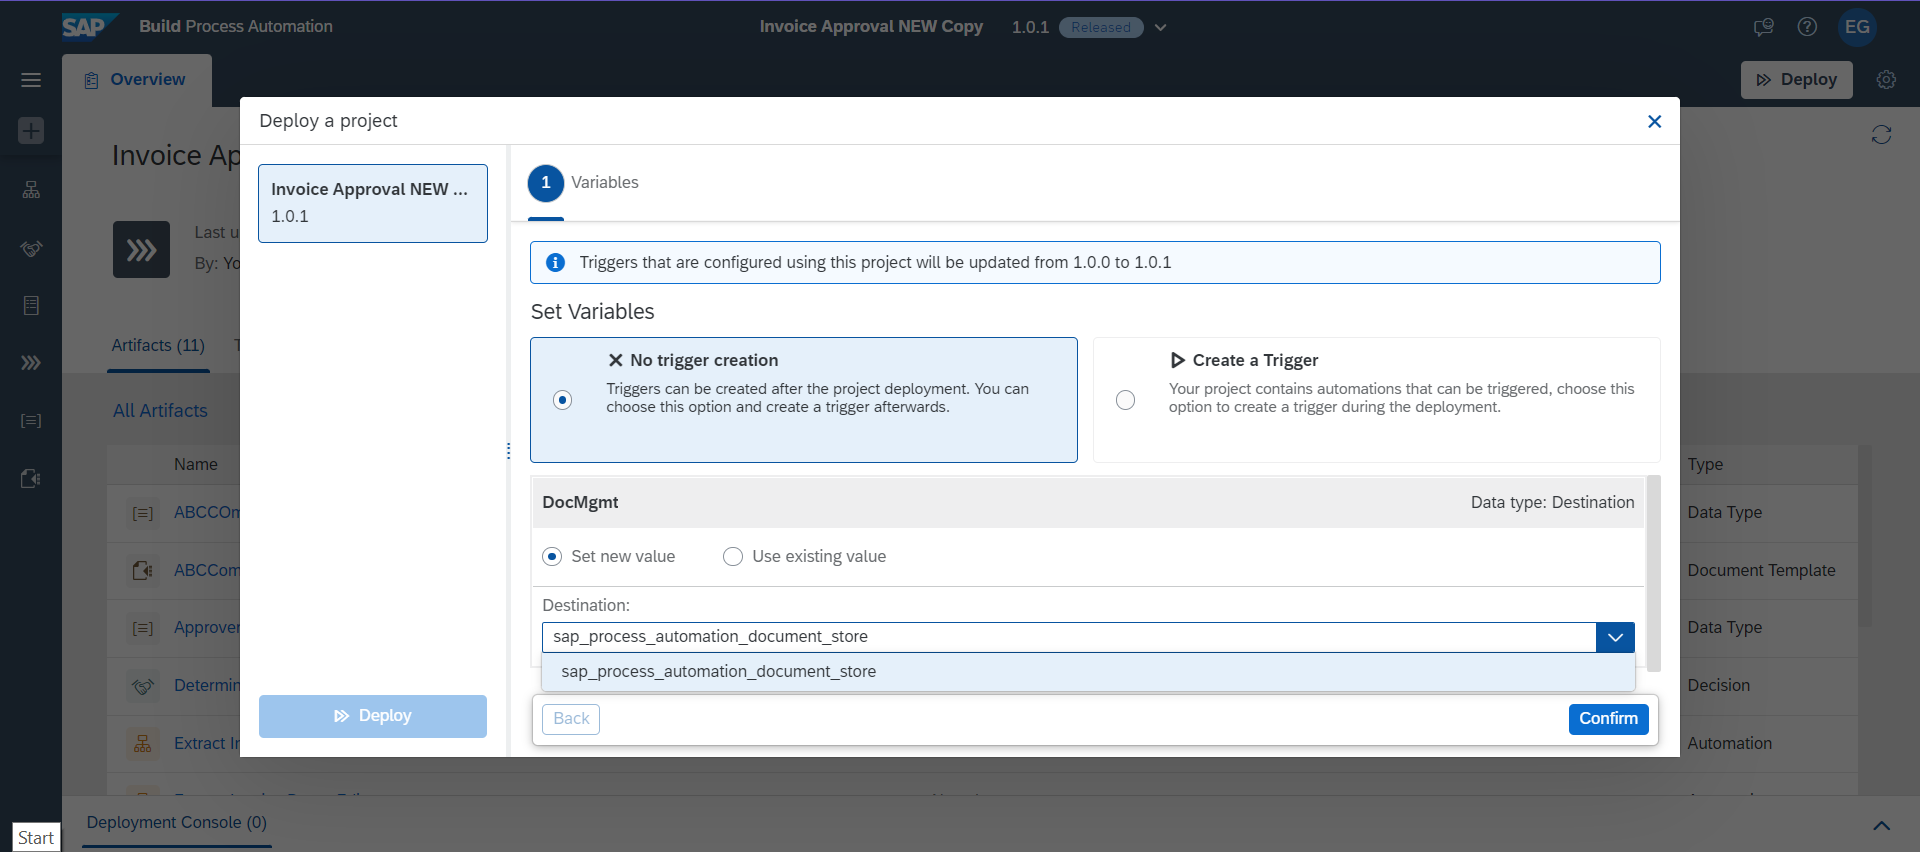 SAP Build Process Automation
Invoice Approval NEW Copy 1.0.1 Released
EG
Overview
Deploy
Deploy a project
Invoice Ap
Invoice Approval NEW ...
1.0.1
1 Variables
Last u
By: Yo
Triggers that are configured using this project will be updated from 1.0.0 to 1.0.1
Set Variables
No trigger creation
Triggers can be created after the project deployment. You can
choose this option and create a trigger afterwards.
Create a Trigger
Your project contains automations that can be triggered, choose this
option to create a trigger during the deployment.
Artifacts (11) T
All Artifacts
Name
Type
DocMgmt
Data type: Destination
ABCCOm
Data Type
Set new value
Use existing value
ABCCom
Document Template
Destination:
Approver
sap_process_automation_document_store
Data Type
sap_process_automation_document_store
Determin
Decision
Deploy
Back
Confirm
Extract In
Automation
Deployment Console (0)
Start